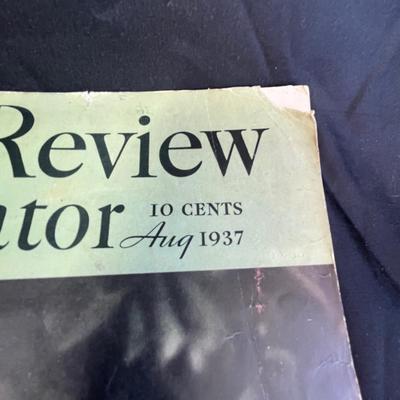 Review
ator 10 CENTS
Aug 1937